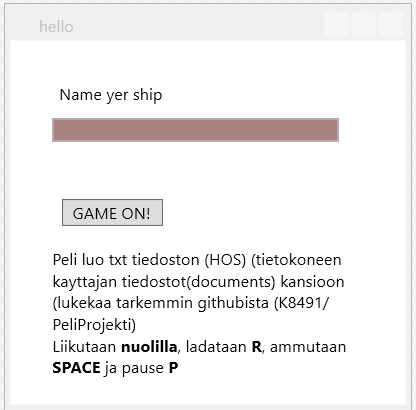 hello
Name yer ship
GAME ON!
Peli luo txt tiedoston (HOS) (tietokoneen
kayttajan tiedostot(documents) kansioon
(lukekaa tarkemmin githubista (K8491/
PeliProjekti)
Liikutaan nuolilla, ladataan R, ammutaan
SPACE ja pause P